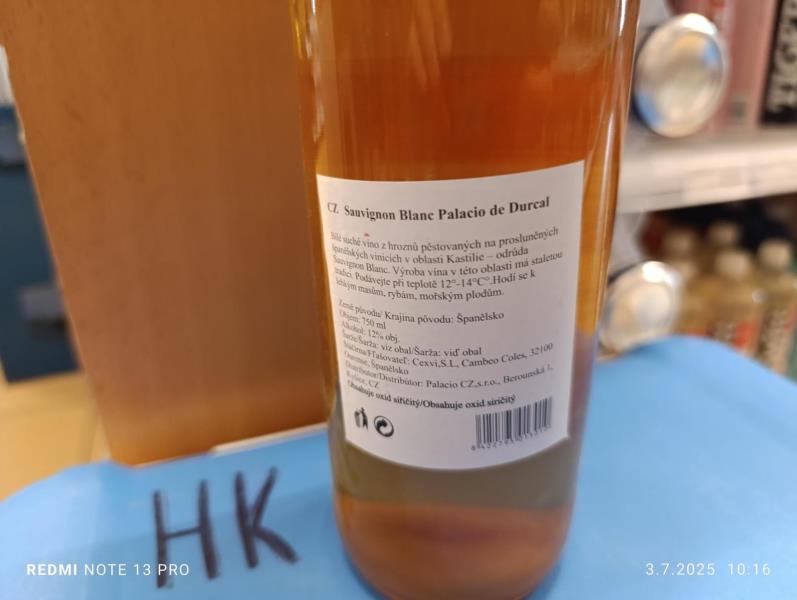 CZ Sauvignon Blanc Palacio de Durcal
Bílé suché víno z hroznů pěstovaných na prosluněných
španělských vinicích v oblasti Kastilie – odrůda
Sauvignon Blanc. Výroba vína v této oblasti má staletou
tradici. Podávejte při teplotě 12°-14°C°.Hodí se k
lehkým masům, rybám, mořským plodům.
Země původu/ Krajina pôvodu: Španělsko
Objem: 750 ml
Alkohol: 12% obj.
Šarže/Šarža: viz obal/Šarža: viď obal
Stáčírna/Fľašovateľ: Cexvi,S.L, Cambeo Coles, 32100
Ourense, Španělsko
Distributor/Distribútor: Palacio CZ,s.r.o., Berounská 1,
CZ
Obsahuje oxid siřičitý/Obsahuje oxid siričitý
HK
REDMI NOTE 13 PRO
3.7.2025 10:16